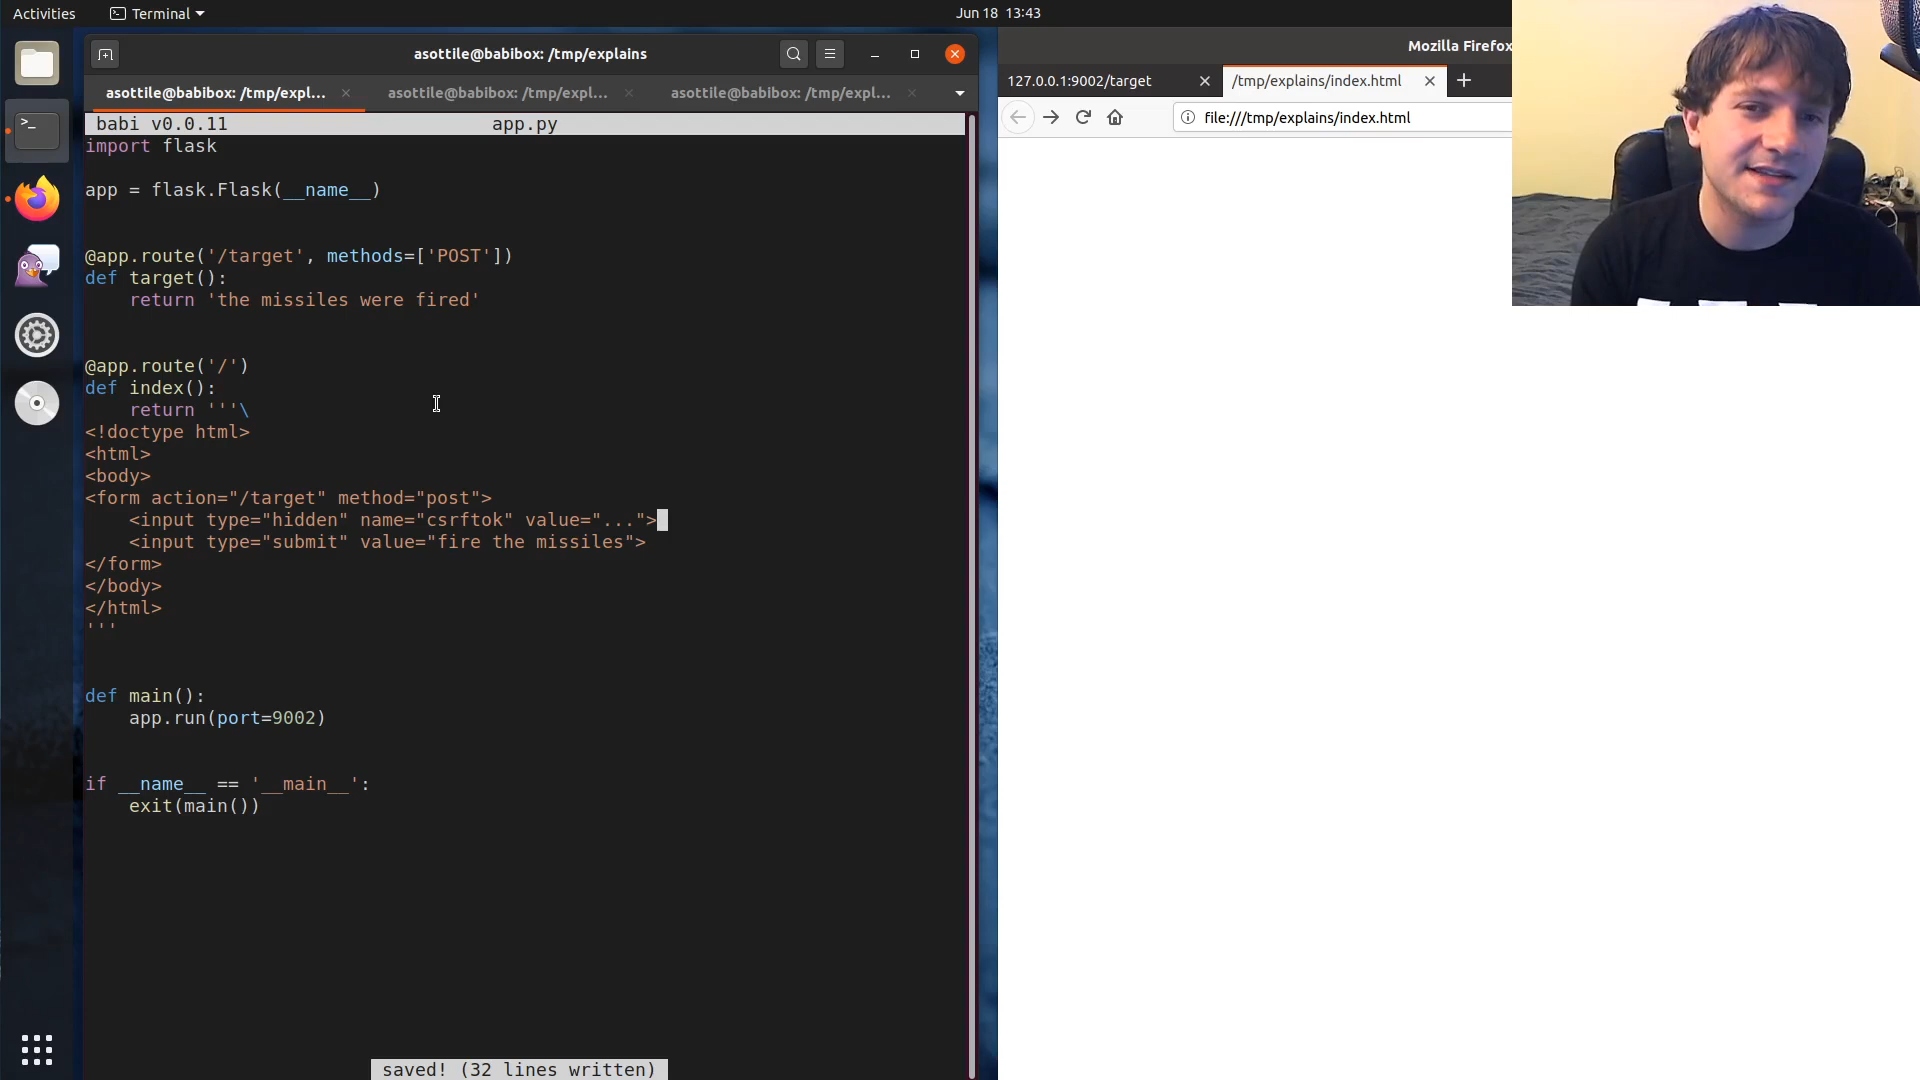 Activities
Terminal
Jun 18 13:43
asottile@babibox: /tmp/explains
asottile@babibox: /tmp/expl...
asottile@babibox: /tmp/expl...
asottile@babibox: /tmp/expl...
babi v0.0.11 app.py
import flask
app = flask.Flask(__name__)
@app.route('/target', methods=['POST'])
def target():
    return 'the missiles were fired'
@app.route('/')
def index():
    return '''\
<!doctype html>
<html>
<body>
<form action="/target" method="post">
    <input type="hidden" name="csrftok" value="...">
    <input type="submit" value="fire the missiles">
</form>
</body>
</html>
'''
def main():
    app.run(port=9002)
if __name__ == '__main__':
    exit(main())
saved! (32 lines written)
Mozilla Firefox
127.0.0.1:9002/target
/tmp/explains/index.html
file:///tmp/explains/index.html